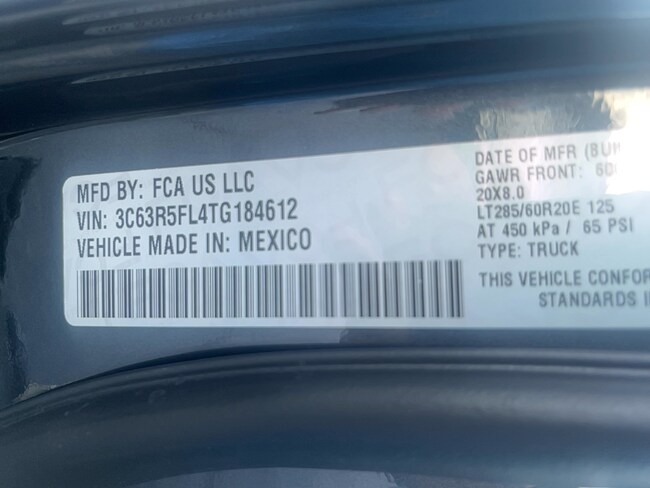 MFD BY: FCA US LLC
VIN: 3C63R5FL4TG184612
VEHICLE MADE IN: MEXICO
DATE OF MFR
GAWR FRONT:
20X8.0
LT285/60R20E 125
AT 450 kPa / 65 PSI
TYPE: TRUCK
THIS VEHICLE
STANDARDS